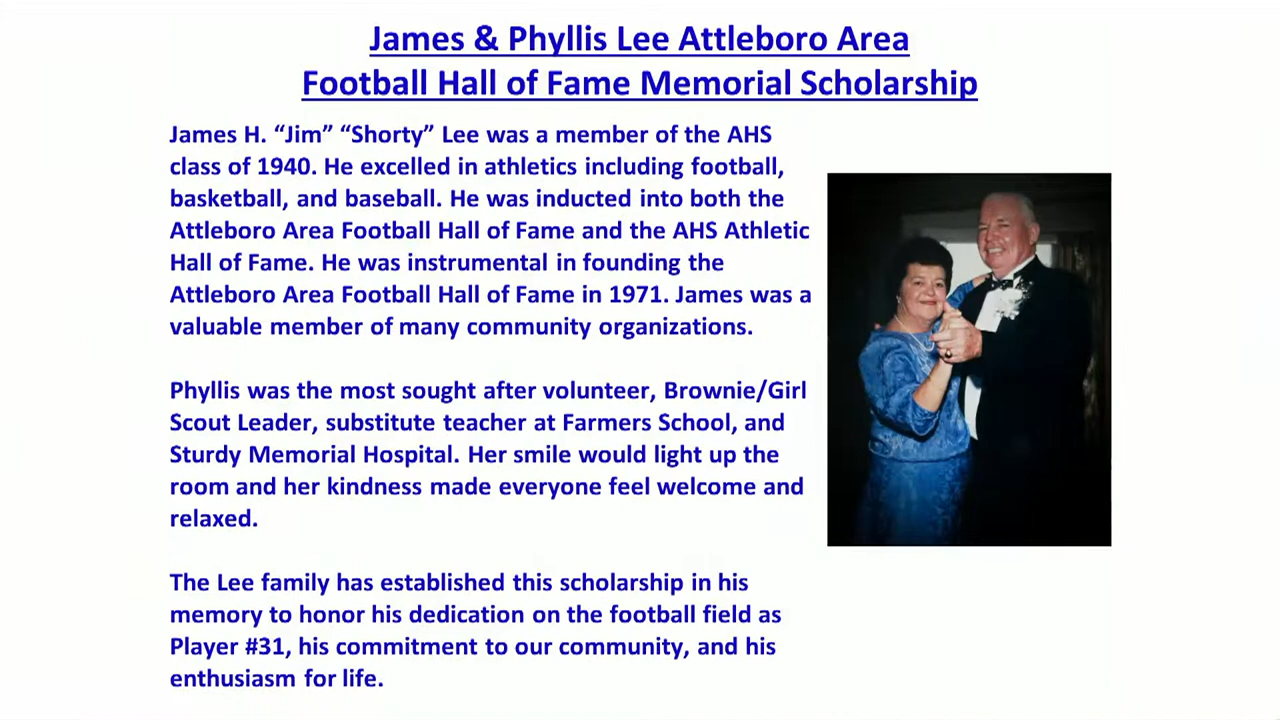 James & Phyllis Lee Attleboro Area
Football Hall of Fame Memorial Scholarship
James H. “Jim” “Shorty” Lee was a member of the AHS
class of 1940. He excelled in athletics including football,
basketball, and baseball. He was inducted into both the
Attleboro Area Football Hall of Fame and the AHS Athletic
Hall of Fame. He was instrumental in founding the
Attleboro Area Football Hall of Fame in 1971. James was a
valuable member of many community organizations.
Phyllis was the most sought after volunteer, Brownie/Girl
Scout Leader, substitute teacher at Farmers School, and
Sturdy Memorial Hospital. Her smile would light up the
room and her kindness made everyone feel welcome and
relaxed.
The Lee family has established this scholarship in his
memory to honor his dedication on the football field as
Player #31, his commitment to our community, and his
enthusiasm for life.